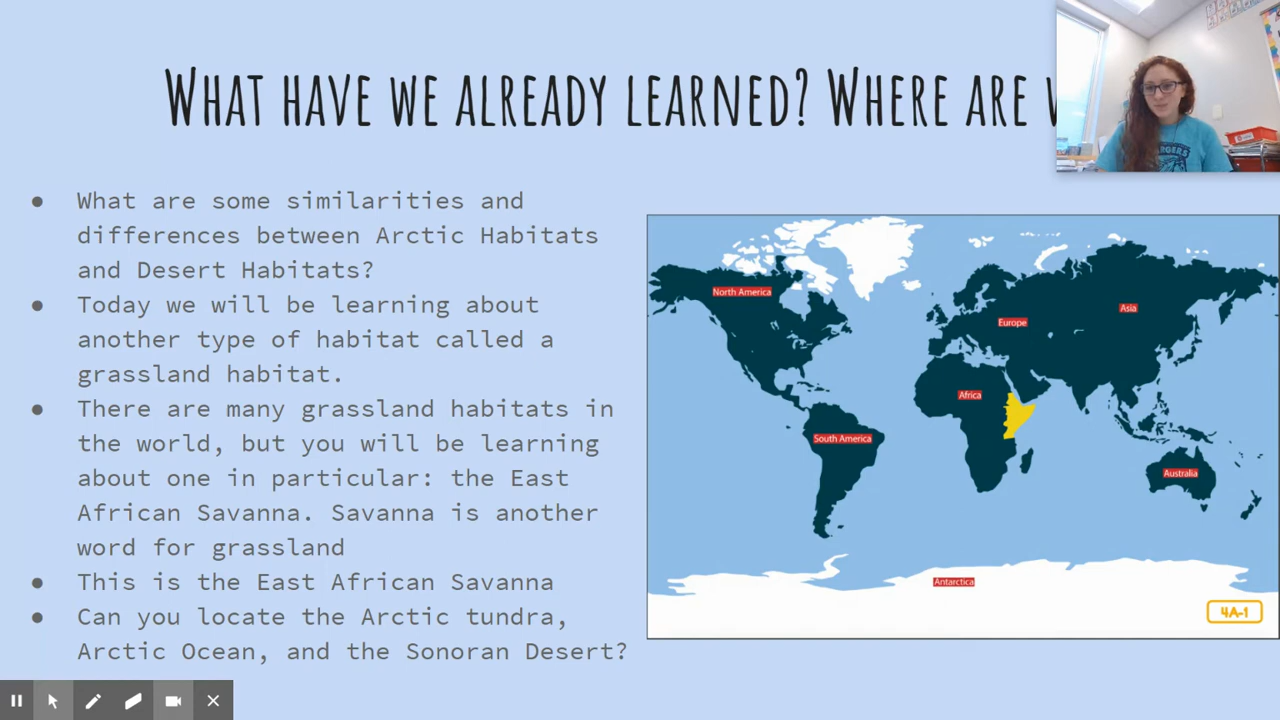 What have we already learned? Where are
● What are some similarities and
differences between Arctic Habitats
and Desert Habitats?
● Today we will be learning about
another type of habitat called a
grassland habitat.
● There are many grassland habitats in
the world, but you will be learning
about one in particular: the East
African Savanna. Savanna is another
word for grassland
● This is the East African Savanna
● Can you locate the Arctic tundra,
Arctic Ocean, and the Sonoran Desert?
North America
Europe
Asia
Africa
South America
Australia
Antarctica
4A-1